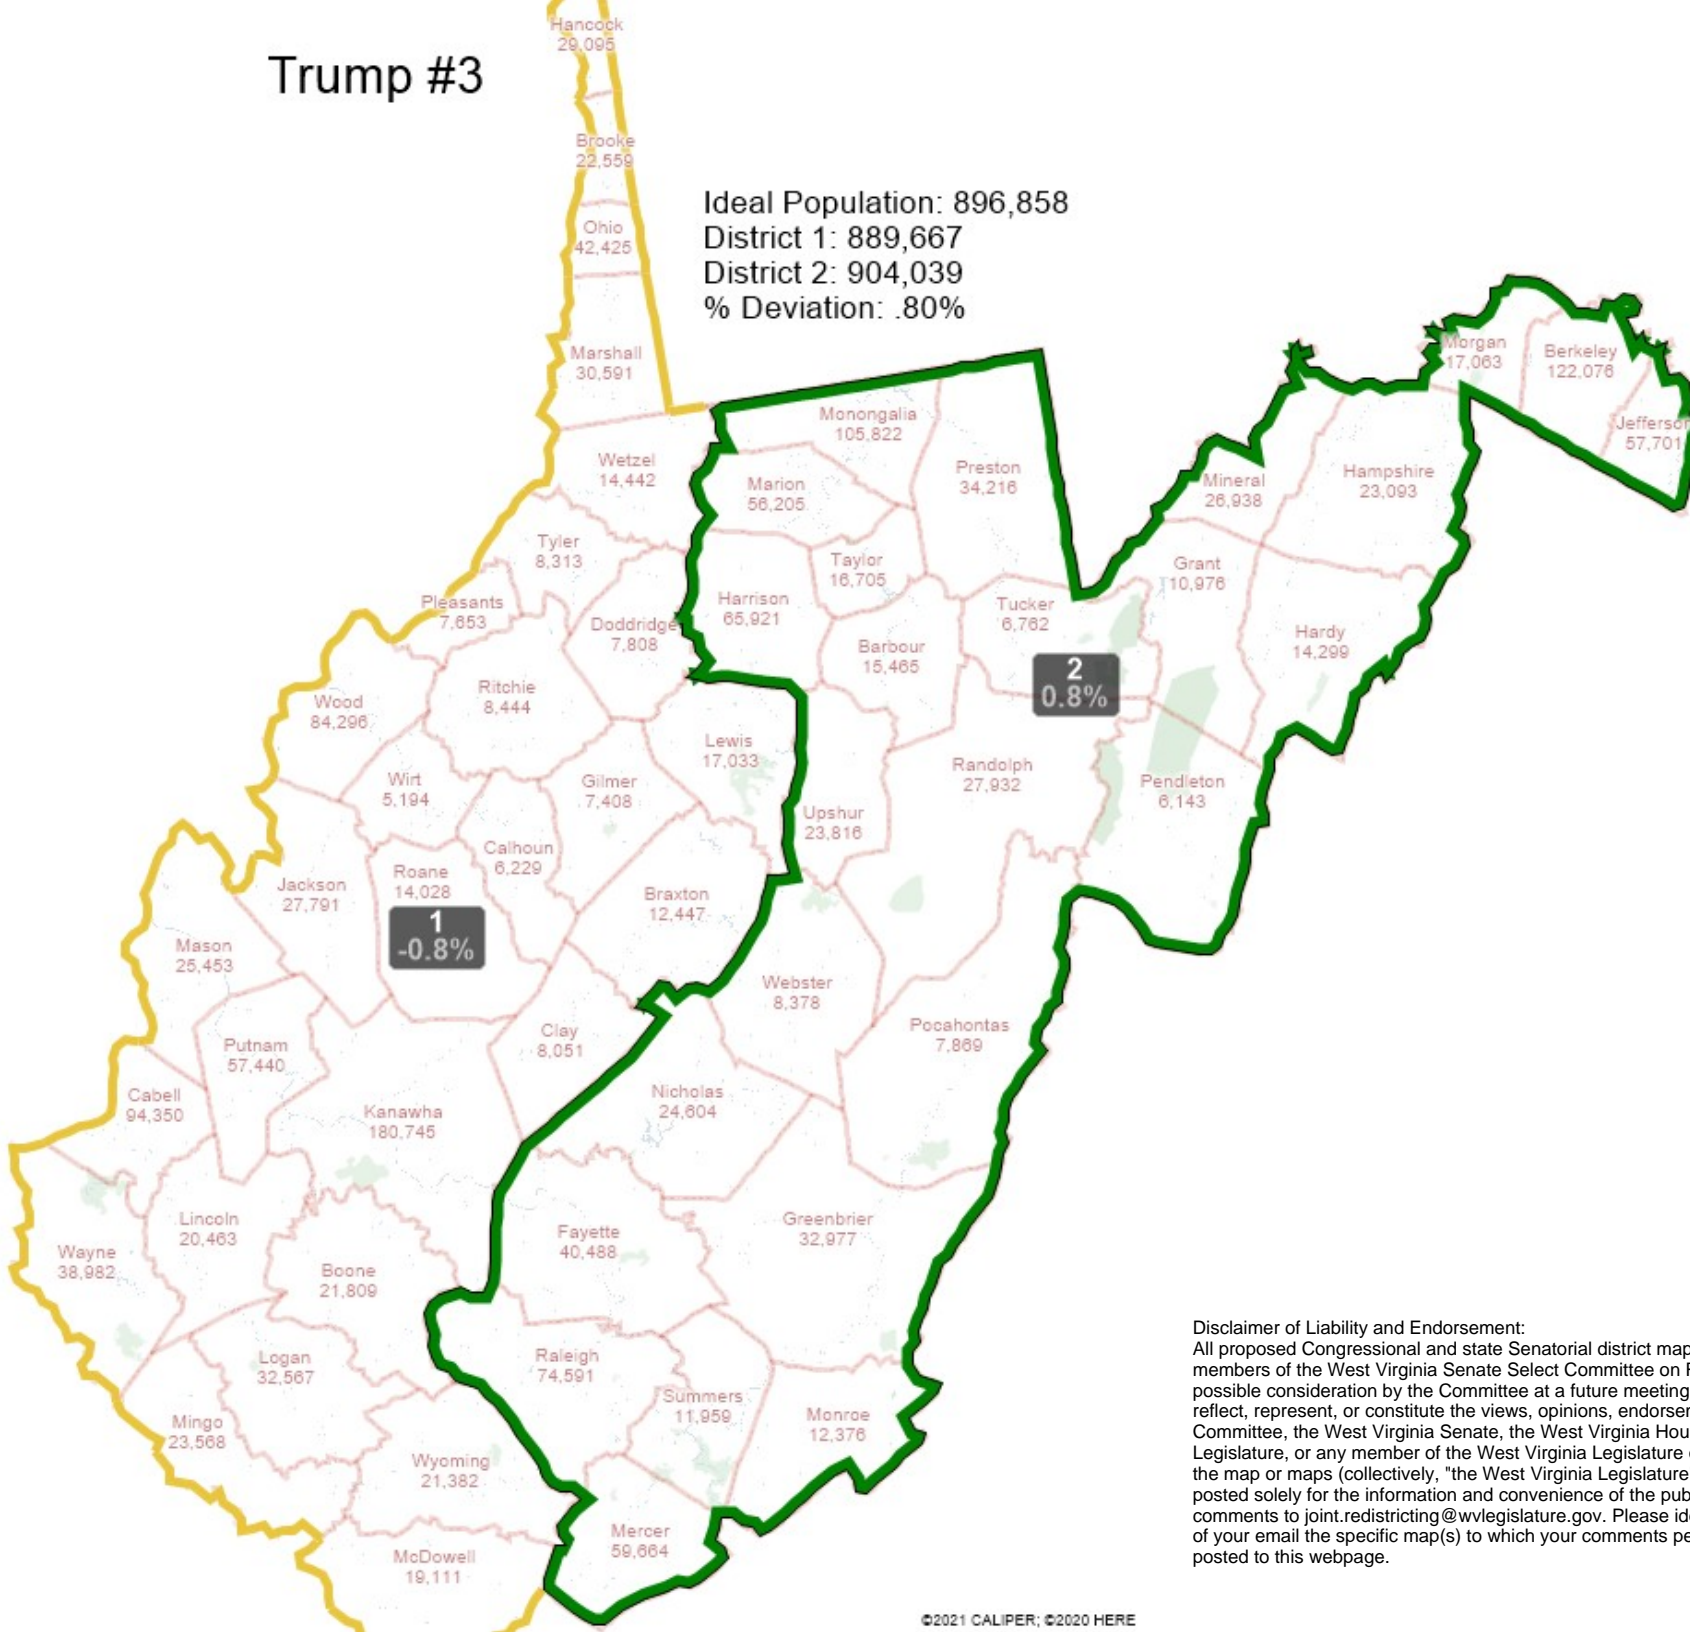 Trump #3
Ideal Population: 896,858
District 1: 889,667
District 2: 904,039
% Deviation: .80%
Hancock
29,095
Brooke
22,559
Ohio
42,425
Marshall
30,591
Wetzel
14,442
Monongalia
105,822
Marion
56,205
Preston
34,216
Morgan
17,063
Berkeley
122,076
Jefferson
57,701
Mineral
26,938
Hampshire
23,093
Tyler
8,313
Taylor
16,705
Grant
10,976
Pleasants
7,653
Doddridge
7,808
Harrison
65,921
Tucker
6,762
Barbour
15,465
Hardy
14,299
2
0.8%
Wood
84,296
Ritchie
8,444
Lewis
17,033
Wirt
5,194
Gilmer
7,408
Randolph
27,932
Pendleton
6,143
Upshur
23,816
Calhoun
6,229
Roane
14,028
Jackson
27,791
Braxton
12,447
1
-0.8%
Mason
25,453
Webster
8,378
Pocahontas
7,869
Putnam
57,440
Clay
8,051
Cabell
94,350
Kanawha
180,745
Nicholas
24,604
Lincoln
20,463
Fayette
40,488
Greenbrier
32,977
Wayne
38,982
Boone
21,809
Logan
32,567
Raleigh
74,591
Summers
11,959
Monroe
12,376
Mingo
23,568
Wyoming
21,382
Mercer
59,664
McDowell
19,111
Disclaimer of Liability and Endorsement:
All proposed Congressional and state Senatorial district map
members of the West Virginia Senate Select Committee on
possible consideration by the Committee at a future meeting
reflect, represent, or constitute the views, opinions,
Committee, the West Virginia Senate, the West Virginia
Legislature, or any member of the West Virginia Legislature
the map or maps (collectively, "the West Virginia Legislature
posted solely for the information and convenience of the
comments to joint.redistricting@wvlegislature.gov. Please
of your email the specific map(s) to which your comments
posted to this webpage.
©2021 CALIPER; ©2020 HERE